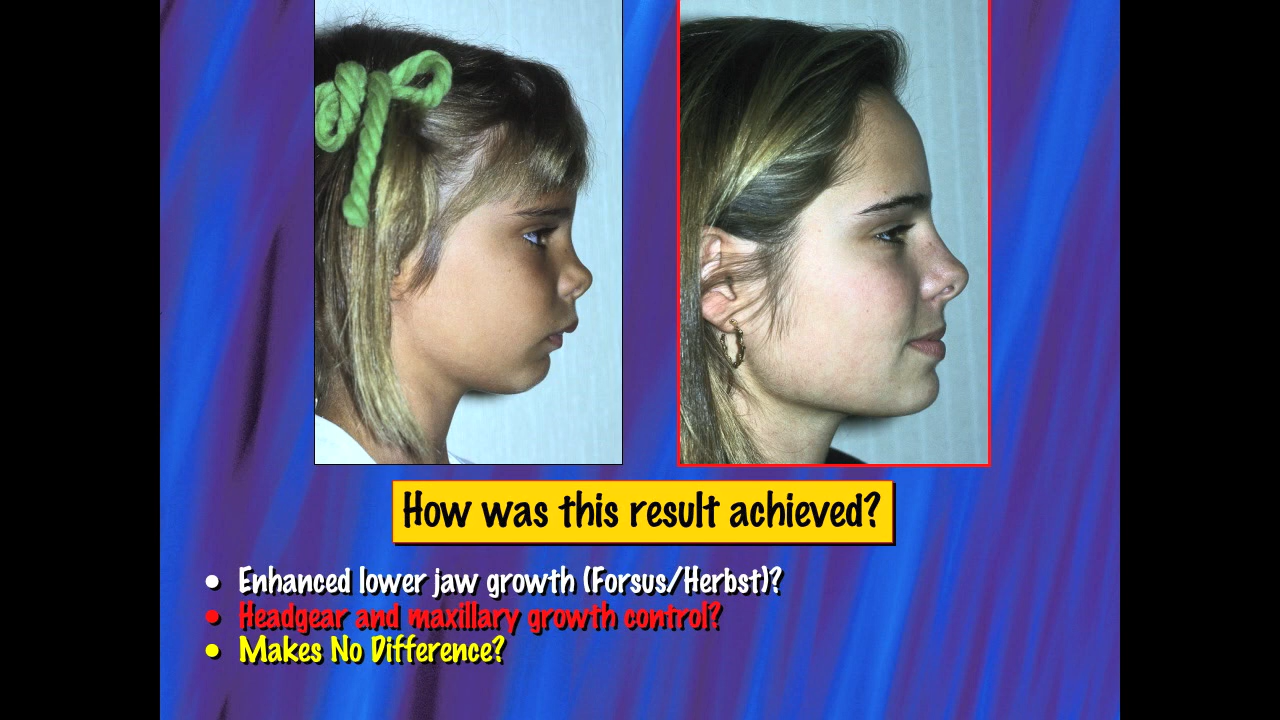 How was this result achieved?
• Enhanced lower jaw growth (Forsus/Herbst)?
• Headgear and maxillary growth control?
• Makes No Difference?